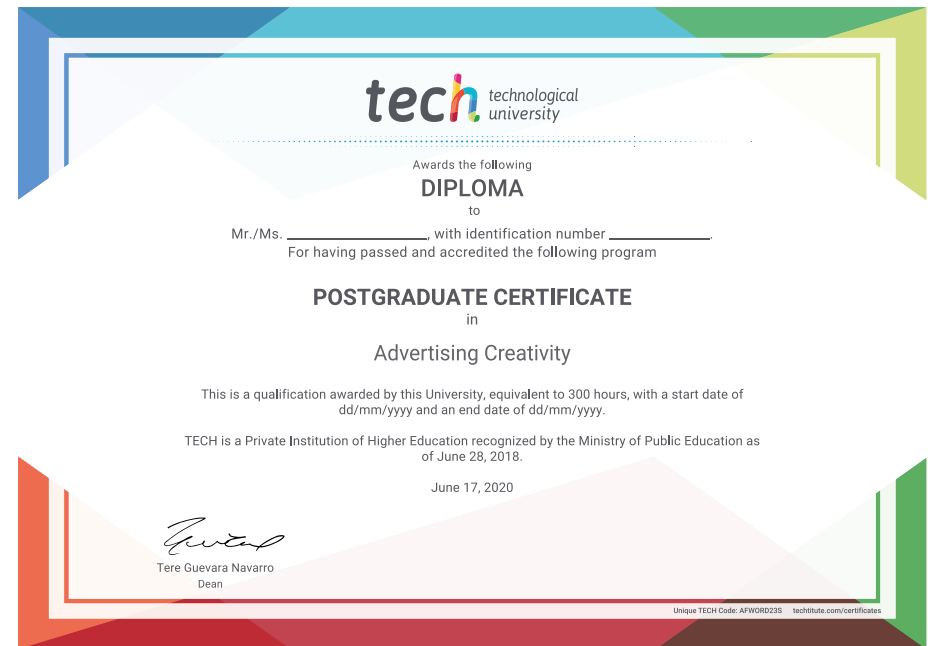 tech technological
university
Awards the following
DIPLOMA
to
Mr./Ms. ____________________, with identification number ______________.
For having passed and accredited the following program
POSTGRADUATE CERTIFICATE
in
Advertising Creativity
This is a qualification awarded by this University, equivalent to 300 hours, with a start date of
dd/mm/yyyy and an end date of dd/mm/yyyy.
TECH is a Private Institution of Higher Education recognized by the Ministry of Public Education as
of June 28, 2018.
June 17, 2020
Tere Guevara Navarro
Dean
Unique TECH Code: AFWORD23S techtitute.com/certificates